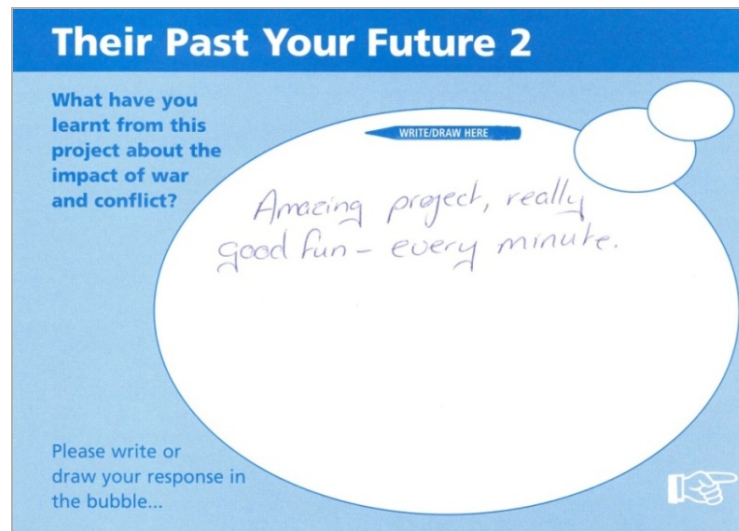 Their Past Your Future 2
What have you
learnt from this
project about the
impact of war
and conflict?
WRITE/DRAW HERE
Amazing project, really
good fun – every minute.
Please write or
draw your response in
the bubble...